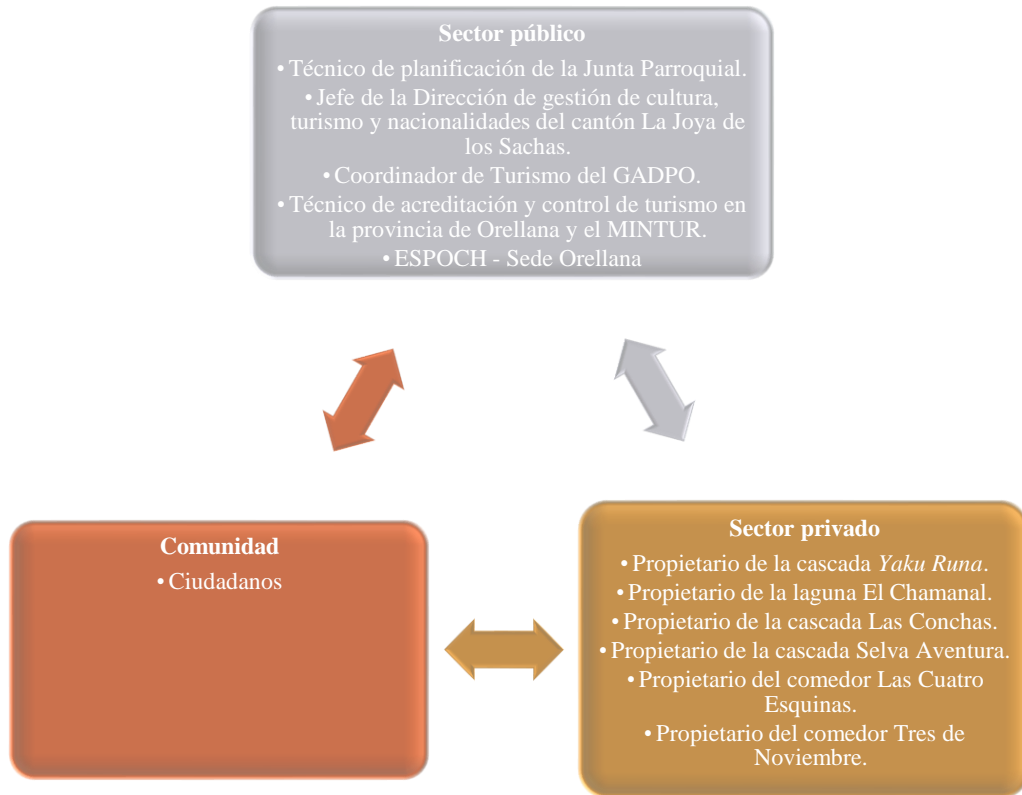 Sector público
• Técnico de planificación de la Junta Parroquial.
• Jefe de la Dirección de gestión de cultura,
turismo y nacionalidades del cantón La Joya de
los Sachas.
• Coordinador de Turismo del GADPO.
• Técnico de acreditación y control de turismo en
la provincia de Orellana y el MINTUR.
• ESPOCH - Sede Orellana
Comunidad
• Ciudadanos
Sector privado
• Propietario de la cascada Yaku Runa.
• Propietario de la laguna El Chamanal.
• Propietario de la cascada Las Conchas.
• Propietario de la cascada Selva Aventura.
• Propietario del comedor Las Cuatro
Esquinas.
• Propietario del comedor Tres de
Noviembre.